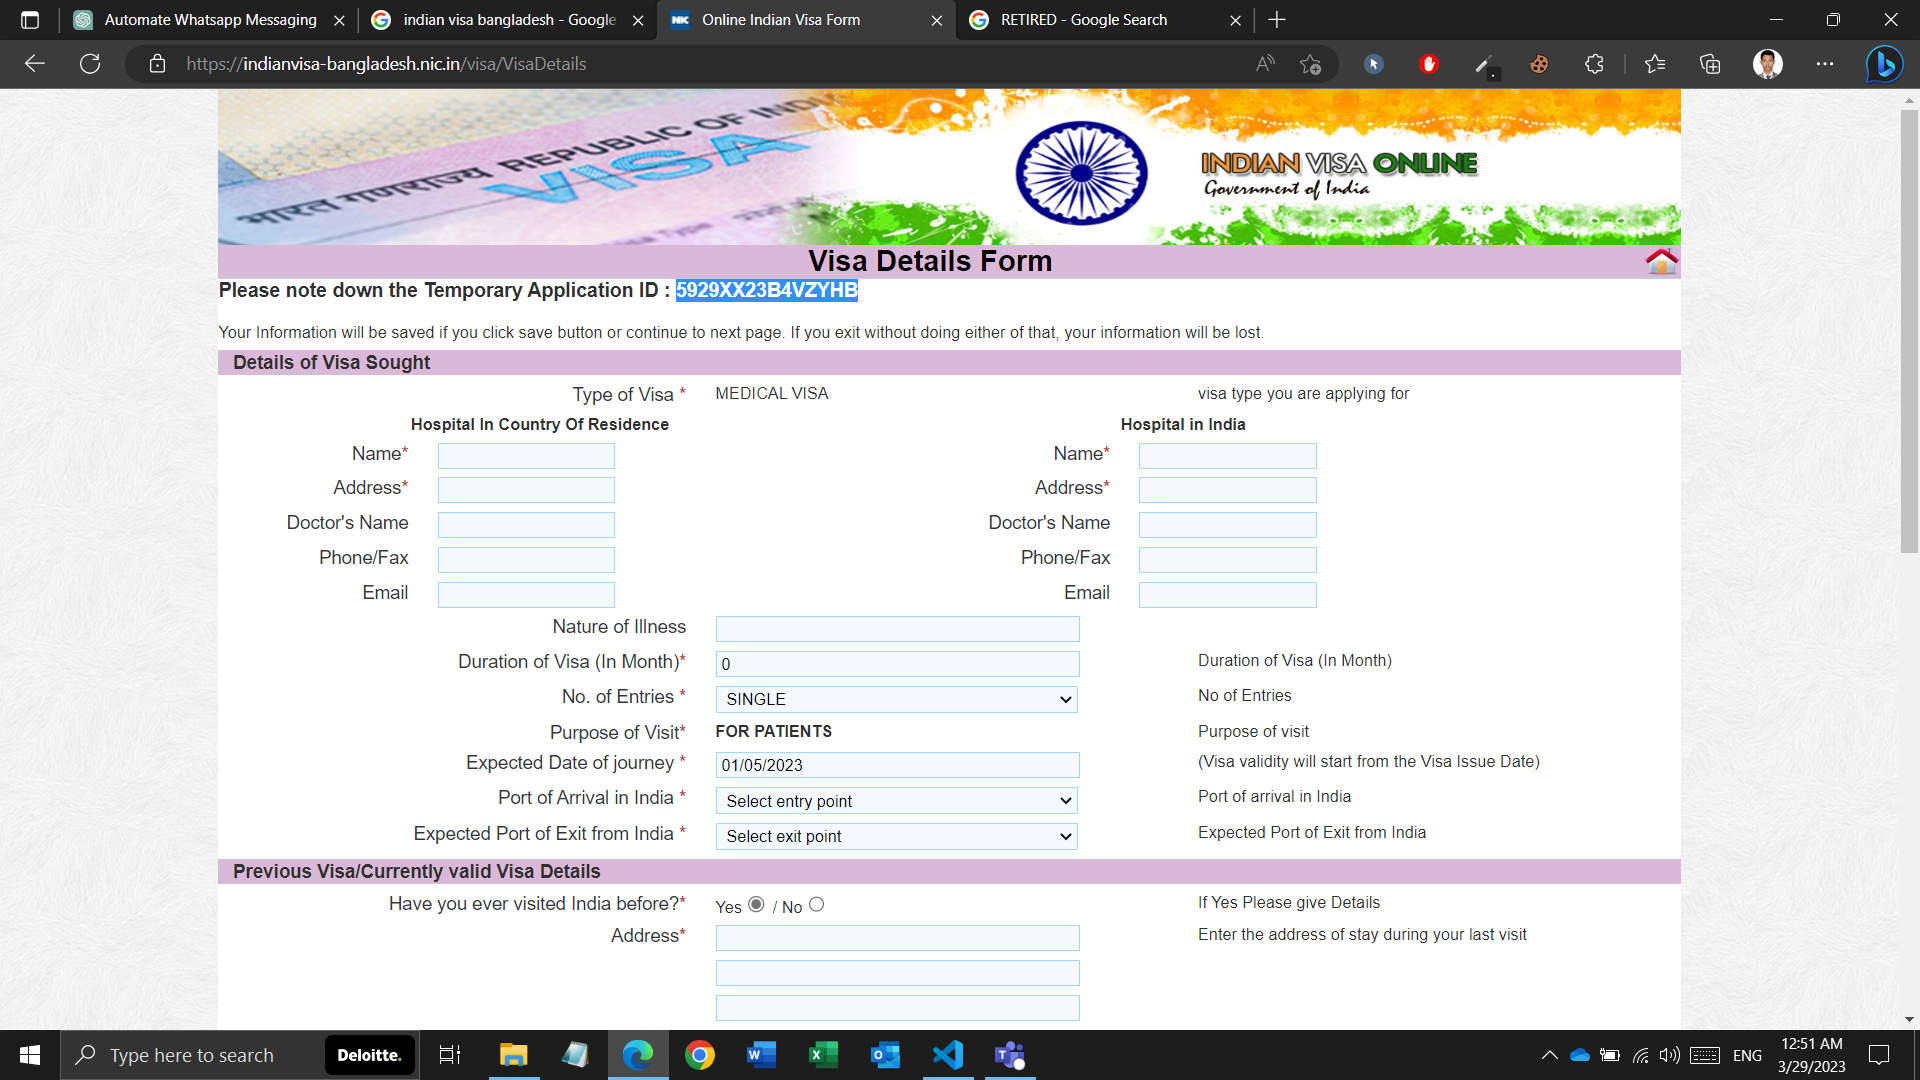 Automate Whatsapp Messaging
indian visa bangladesh - Google
NIC Online Indian Visa Form
RETIRED - Google Search
https://indianvisa-bangladesh.nic.in/visa/VisaDetails
भारत गणराज्य REPUBLIC OF INDIA
VISA
INDIAN VISA ONLINE
Government of India
Visa Details Form
Please note down the Temporary Application ID : 5929XX23B4VZYHB
Your Information will be saved if you click save button or continue to next page. If you exit without doing either of that, your information will be lost.
Details of Visa Sought
Type of Visa * MEDICAL VISA visa type you are applying for
Hospital In Country Of Residence Hospital in India
Name* Name*
Address* Address*
Doctor's Name Doctor's Name
Phone/Fax Phone/Fax
Email Email
Nature of Illness
Duration of Visa (In Month)* 0 Duration of Visa (In Month)
No. of Entries * SINGLE No of Entries
Purpose of Visit* FOR PATIENTS Purpose of visit
Expected Date of journey * 01/05/2023 (Visa validity will start from the Visa Issue Date)
Port of Arrival in India * Select entry point Port of arrival in India
Expected Port of Exit from India * Select exit point Expected Port of Exit from India
Previous Visa/Currently valid Visa Details
Have you ever visited India before?* Yes / No If Yes Please give Details
Address* Enter the address of stay during your last visit
Type here to search Deloitte. ENG 12:51 AM
3/29/2023